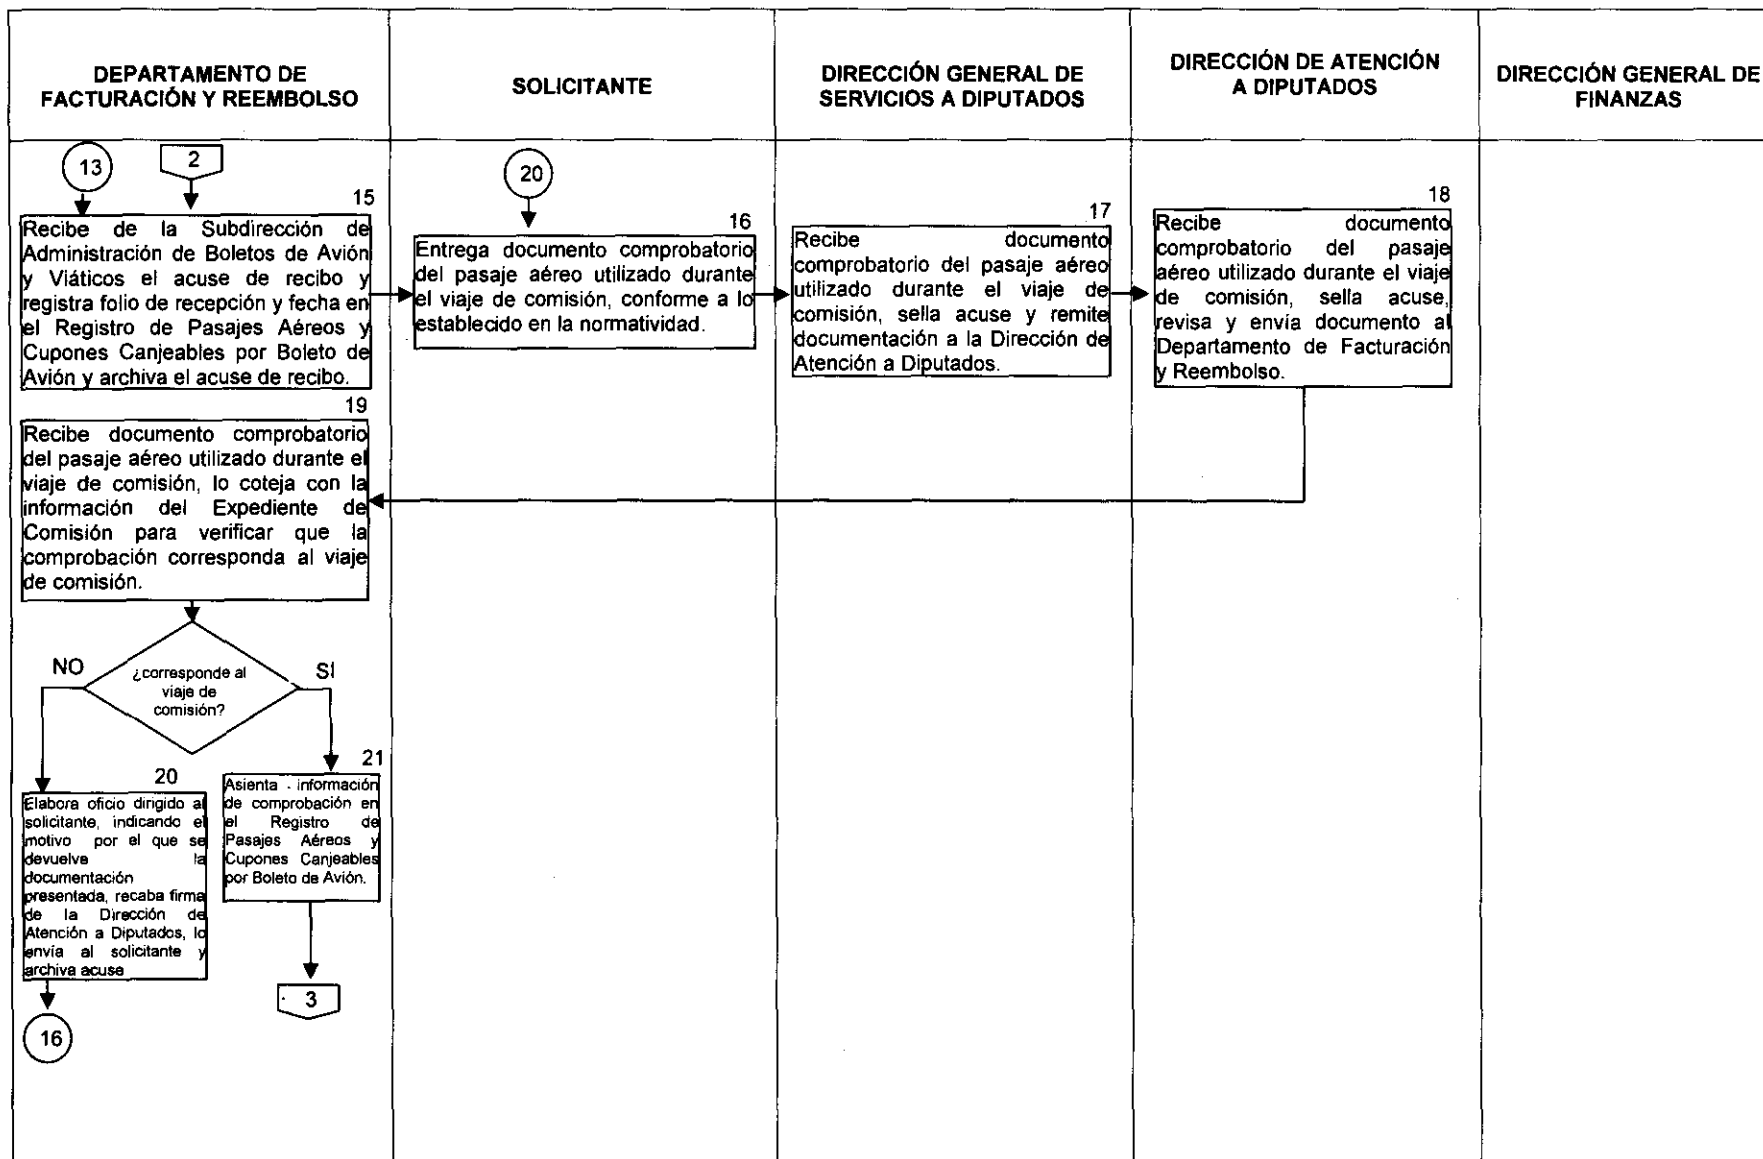 DEPARTAMENTO DE
FACTURACIÓN Y REEMBOLSO
SOLICITANTE
DIRECCIÓN GENERAL DE
SERVICIOS A DIPUTADOS
DIRECCIÓN DE ATENCIÓN
A DIPUTADOS
DIRECCIÓN GENERAL DE
FINANZAS
13
2
15
Recibe de la Subdirección de
Administración de Boletos de Avión
y Viáticos el acuse de recibo y
registra folio de recepción y fecha en
el Registro de Pasajes Aéreos y
Cupones Canjeables por Boleto de
Avión y archiva el acuse de recibo.
20
16
Entrega documento comprobatorio
del pasaje aéreo utilizado durante
el viaje de comisión, conforme a lo
establecido en la normatividad.
17
Recibe documento
comprobatorio del pasaje aéreo
utilizado durante el viaje de
comisión, sella acuse y remite
documentación a la Dirección de
Atención a Diputados.
18
Recibe documento
comprobatorio del pasaje
aéreo utilizado durante el viaje
de comisión, sella acuse,
revisa y envía documento al
Departamento de Facturación
y Reembolso.
19
Recibe documento comprobatorio
del pasaje aéreo utilizado durante el
viaje de comisión, lo coteja con la
información del Expediente de
Comisión para verificar que la
comprobación corresponda al viaje
de comisión.
NO
¿corresponde al
viaje de
comisión?
SI
20
Elabora oficio dirigido al
solicitante, indicando el
motivo por el que se
devuelve la
documentación
presentada, recaba firma
de la Dirección de
Atención a Diputados, lo
envía al solicitante y
archiva acuse
21
Asienta información
de comprobación en
el Registro de
Pasajes Aéreos y
Cupones Canjeables
por Boleto de Avión.
16
3